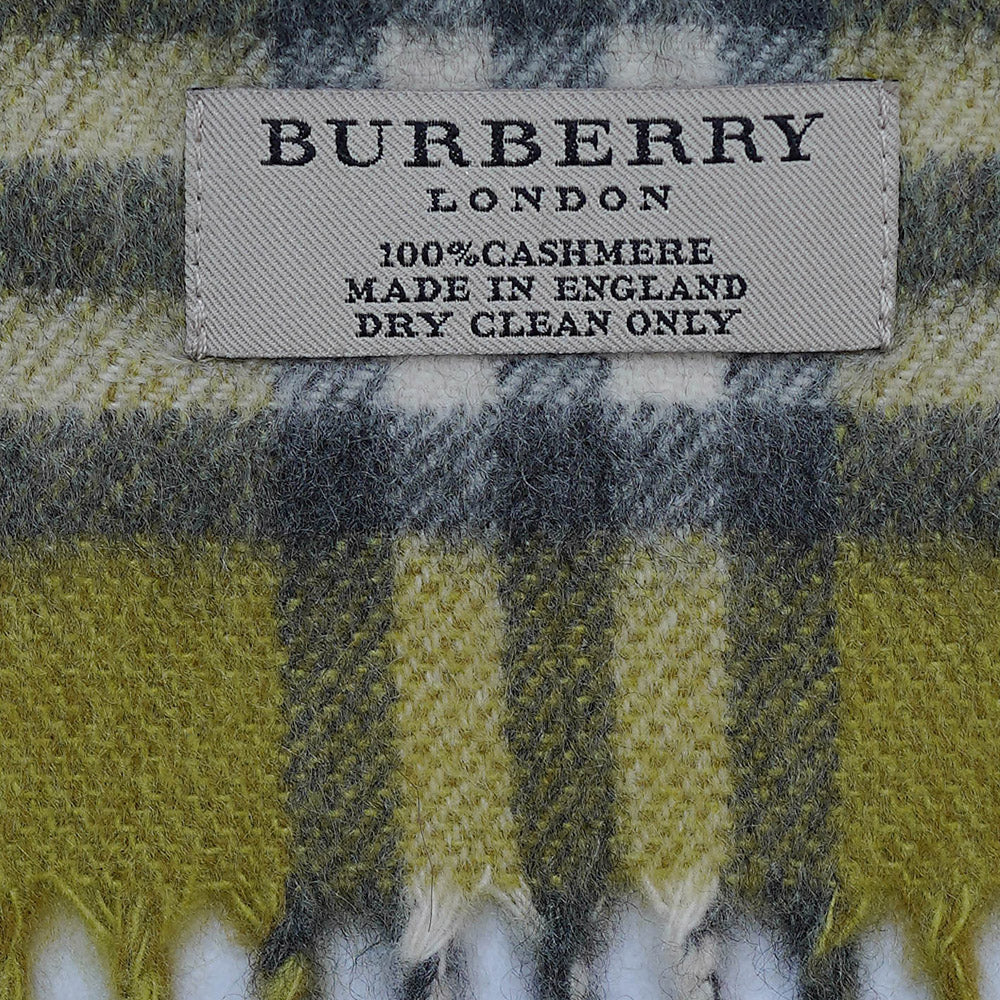 BURBERRY
LONDON
100%CASHMERE
MADE IN ENGLAND
DRY CLEAN ONLY